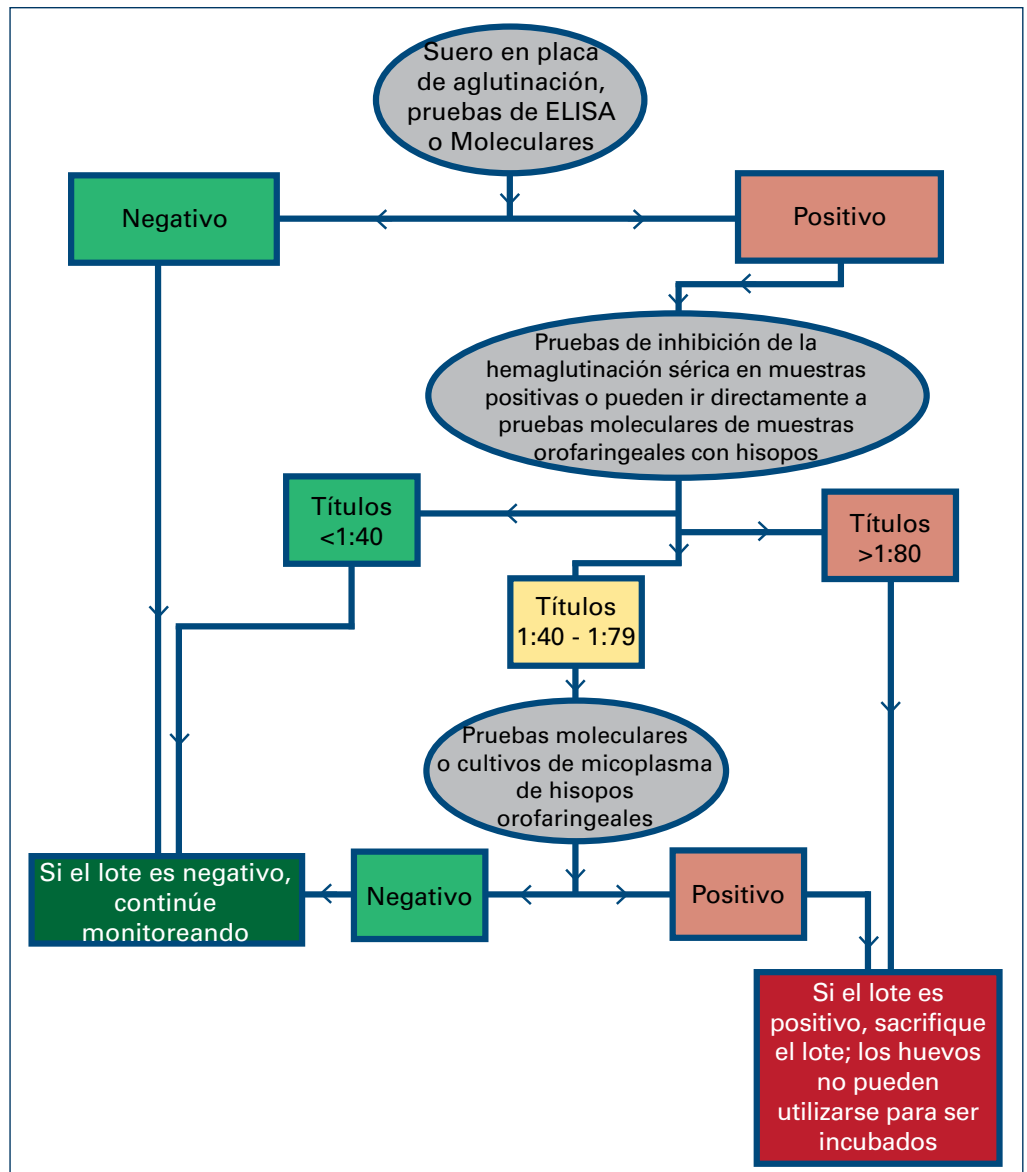 Suero en placa
de aglutinación,
pruebas de ELISA
o Moleculares
Negativo
Positivo
Pruebas de inhibición de la
hemaglutinación sérica en muestras
positivas o pueden ir directamente a
pruebas moleculares de muestras
orofaringeales con hisopos
Títulos
<1:40
Títulos
>1:80
Títulos
1:40 - 1:79
Pruebas moleculares
o cultivos de micoplasma
de hisopos
orofaringeales
Si el lote es negativo,
continúe
monitoreando
Negativo
Positivo
Si el lote es
positivo, sacrifique
el lote; los huevos
no pueden
utilizarse para ser
incubados